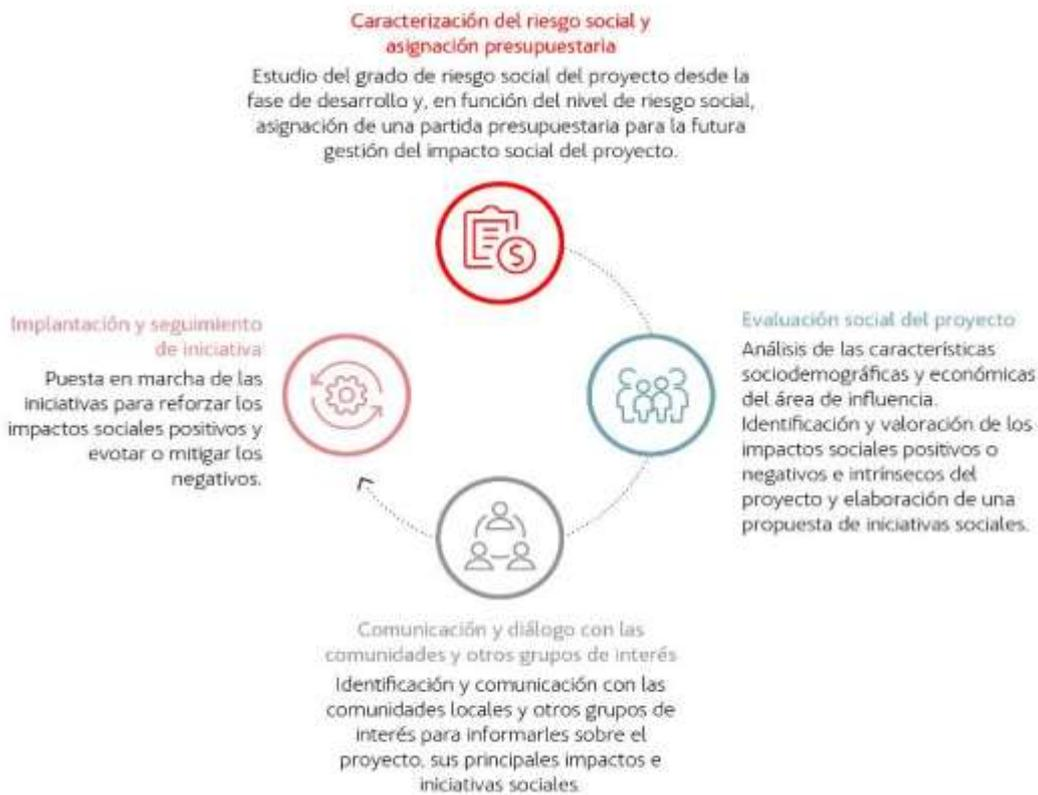 Caracterización del riesgo social y
asignación presupuestaria
Estudio del grado de riesgo social del proyecto desde la
fase de desarrollo y, en función del nivel de riesgo social,
asignación de una partida presupuestaria para la futura
gestión del impacto social del proyecto.
$
Evaluación social del proyecto
Análisis de las características
sociodemográficas y económicas
del área de influencia.
Identificación y valoración de los
impactos sociales positivos o
negativos e intrínsecos del
proyecto y elaboración de una
propuesta de iniciativas sociales.
Comunicación y diálogo con las
comunidades y otros grupos de interés
Identificación y comunicación con las
comunidades locales y otros grupos de
interés para informarles sobre el
proyecto, sus principales impactos e
iniciativas sociales.
Implantación y seguimiento
de iniciativa
Puesta en marcha de las
iniciativas para reforzar los
impactos sociales positivos y
evotar o mitigar los
negativos.